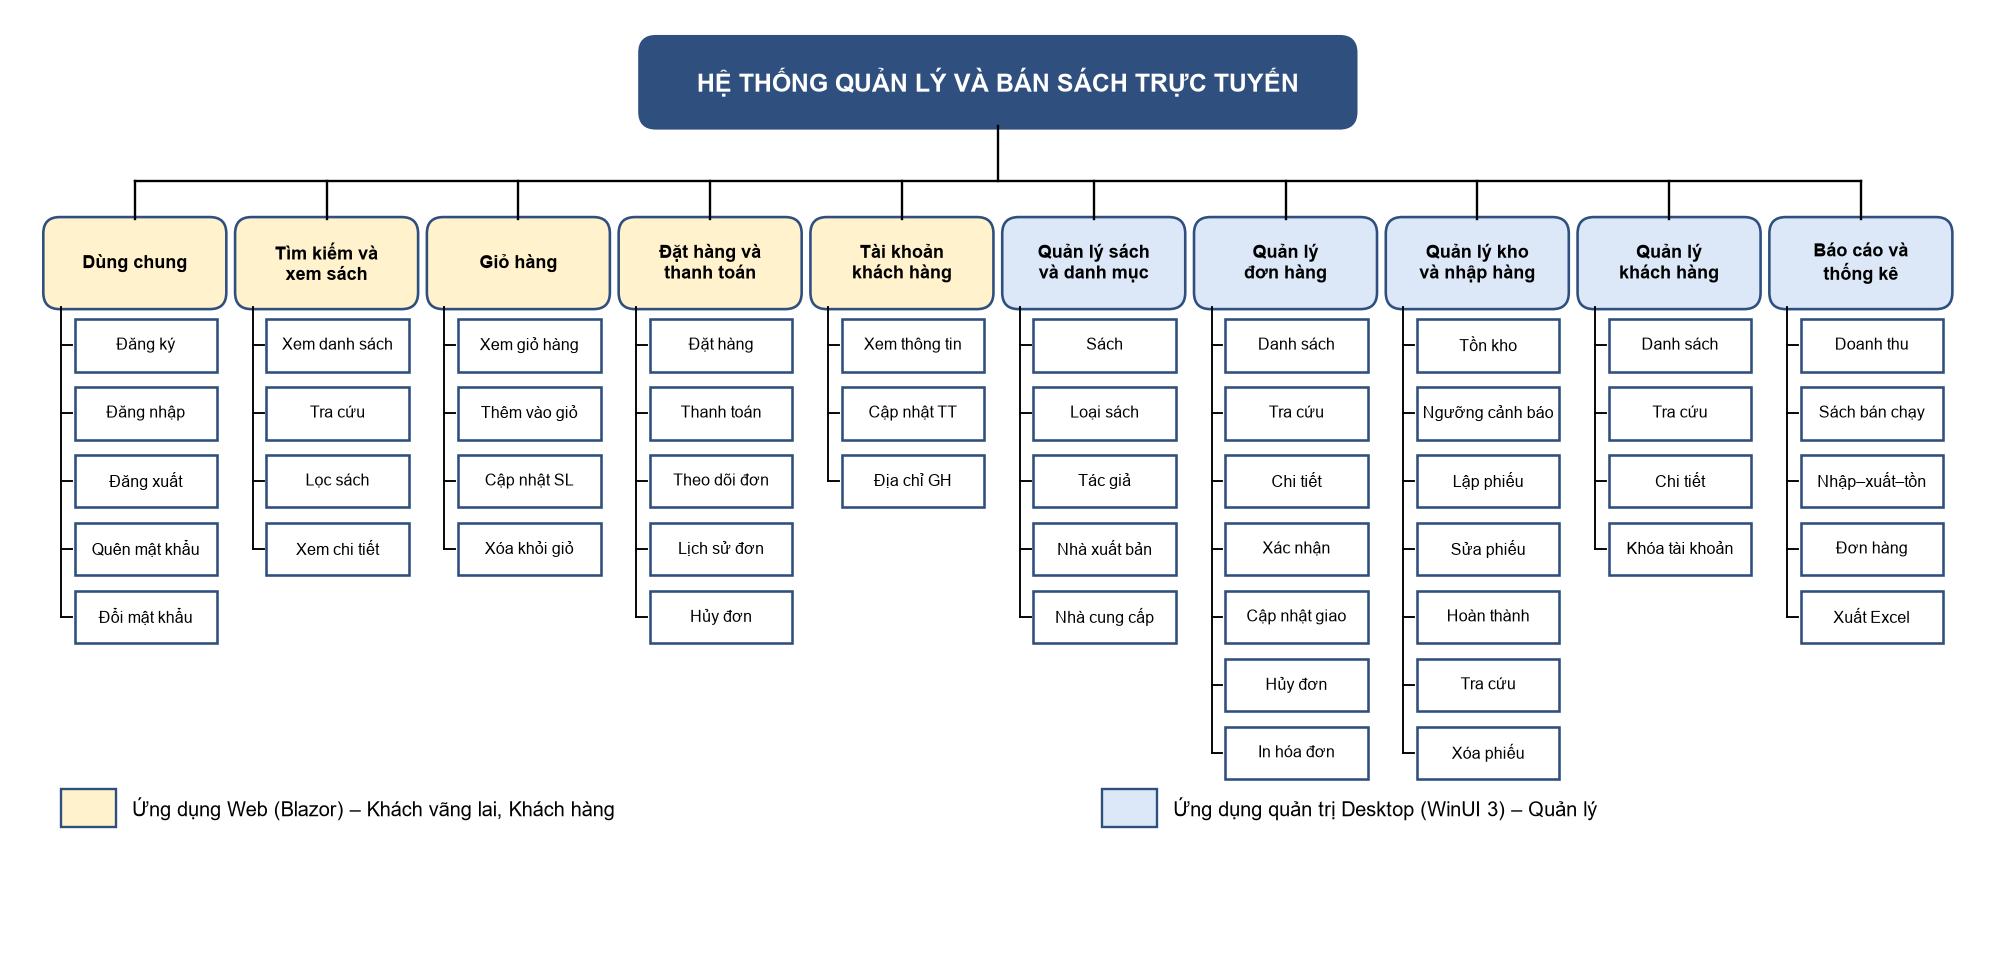 HỆ THỐNG QUẢN LÝ VÀ BÁN SÁCH TRỰC TUYẾN
Dùng chung
Đăng ký
Đăng nhập
Đăng xuất
Quên mật khẩu
Đổi mật khẩu
Tìm kiếm và
xem sách
Xem danh sách
Tra cứu
Lọc sách
Xem chi tiết
Giỏ hàng
Xem giỏ hàng
Thêm vào giỏ
Cập nhật SL
Xóa khỏi giỏ
Đặt hàng và
thanh toán
Đặt hàng
Thanh toán
Theo dõi đơn
Lịch sử đơn
Hủy đơn
Tài khoản
khách hàng
Xem thông tin
Cập nhật TT
Địa chỉ GH
Quản lý sách
và danh mục
Sách
Loại sách
Tác giả
Nhà xuất bản
Nhà cung cấp
Quản lý
đơn hàng
Danh sách
Tra cứu
Chi tiết
Xác nhận
Cập nhật giao
Hủy đơn
In hóa đơn
Quản lý kho
và nhập hàng
Tồn kho
Ngưỡng cảnh báo
Lập phiếu
Sửa phiếu
Hoàn thành
Tra cứu
Xóa phiếu
Quản lý
khách hàng
Danh sách
Tra cứu
Chi tiết
Khóa tài khoản
Báo cáo và
thống kê
Doanh thu
Sách bán chạy
Nhập–xuất–tồn
Đơn hàng
Xuất Excel
Ứng dụng Web (Blazor) – Khách vãng lai, Khách hàng
Ứng dụng quản trị Desktop (WinUI 3) – Quản lý